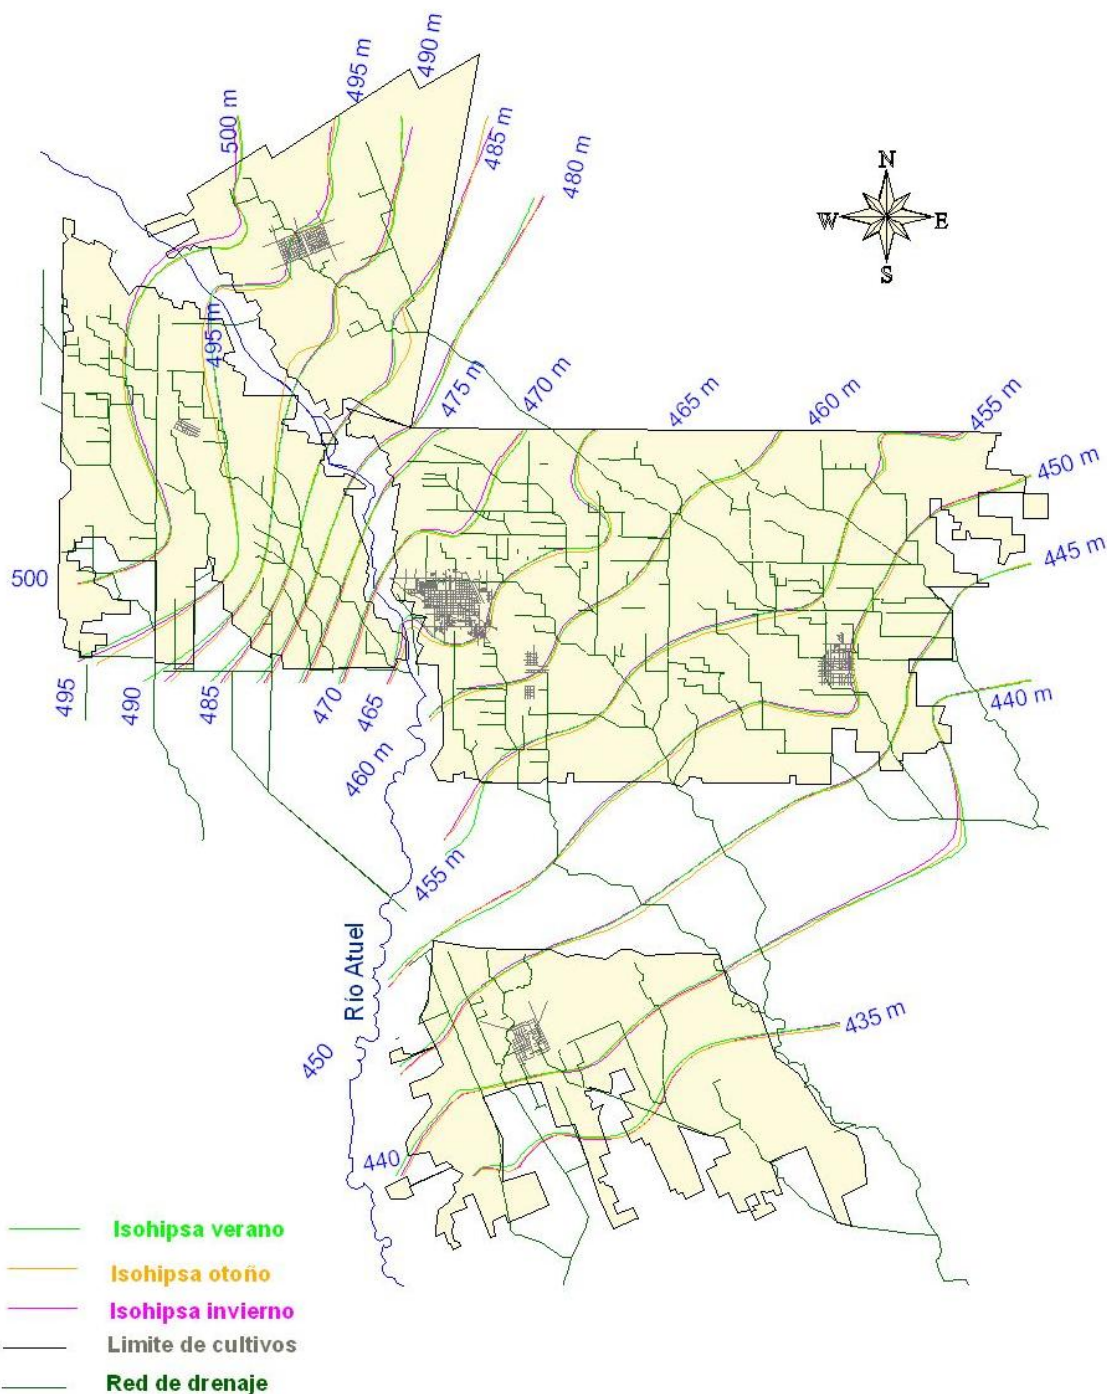 490 m
495 m
500 m
485 m
480 m
N
W
E
S
495 m
475 m
470 m
465 m
460 m
455 m
450 m
445 m
500
440 m
495
490
485
470
465
460 m
455 m
Río Atuel
435 m
450
440
Isohipsa verano
Isohipsa otoño
Isohipsa invierno
Limite de cultivos
Red de drenaje